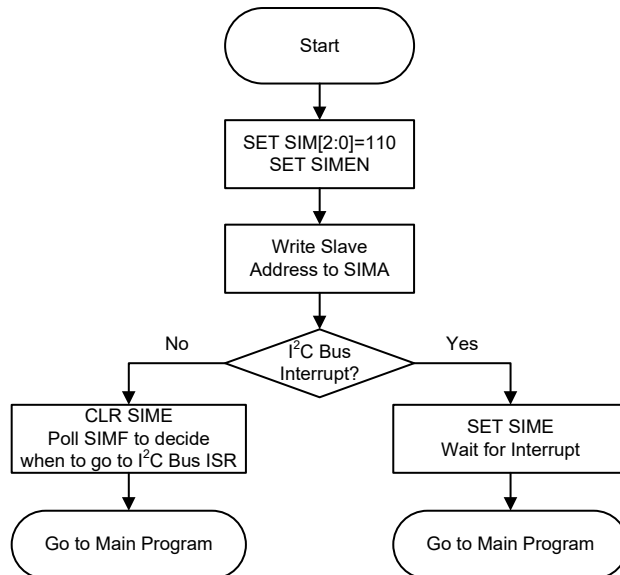 Start
SET SIM[2:0]=110
SET SIMEN
Write Slave
Address to SIMA
No
I²C Bus
Interrupt?
Yes
CLR SIME
Poll SIMF to decide
when to go to I²C Bus ISR
SET SIME
Wait for Interrupt
Go to Main Program
Go to Main Program